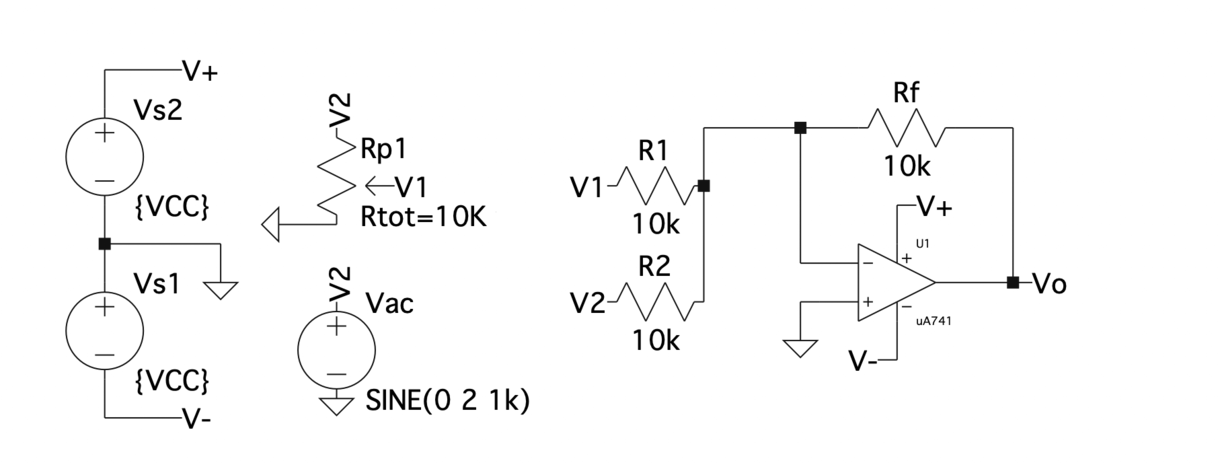 V+
Vs2
+
−
{VCC}
Vs1
+
−
{VCC}
V-
V2
Rp1
V1
Rtot=10K
V2
Vac
+
−
SINE(0 2 1k)
R1
V1
10k
R2
V2
10k
Rf
10k
V+
U1
+
−
+
−
uA741
V-
Vo